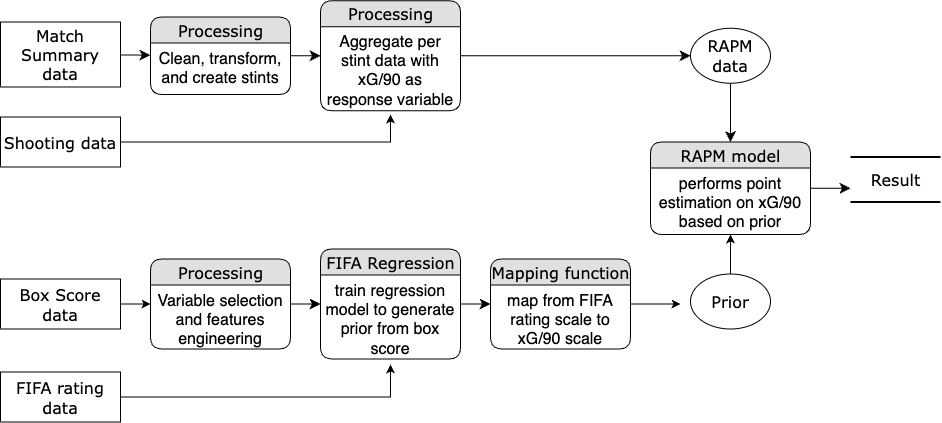 Match
Summary
data
Processing
Clean, transform,
and create stints
Processing
Aggregate per
stint data with
xG/90 as
response variable
RAPM
data
Shooting data
RAPM model
performs point
estimation on xG/90
based on prior
Result
Box Score
data
Processing
Variable selection
and features
engineering
FIFA Regression
train regression
model to generate
prior from box
score
Mapping function
map from FIFA
rating scale to
xG/90 scale
Prior
FIFA rating
data